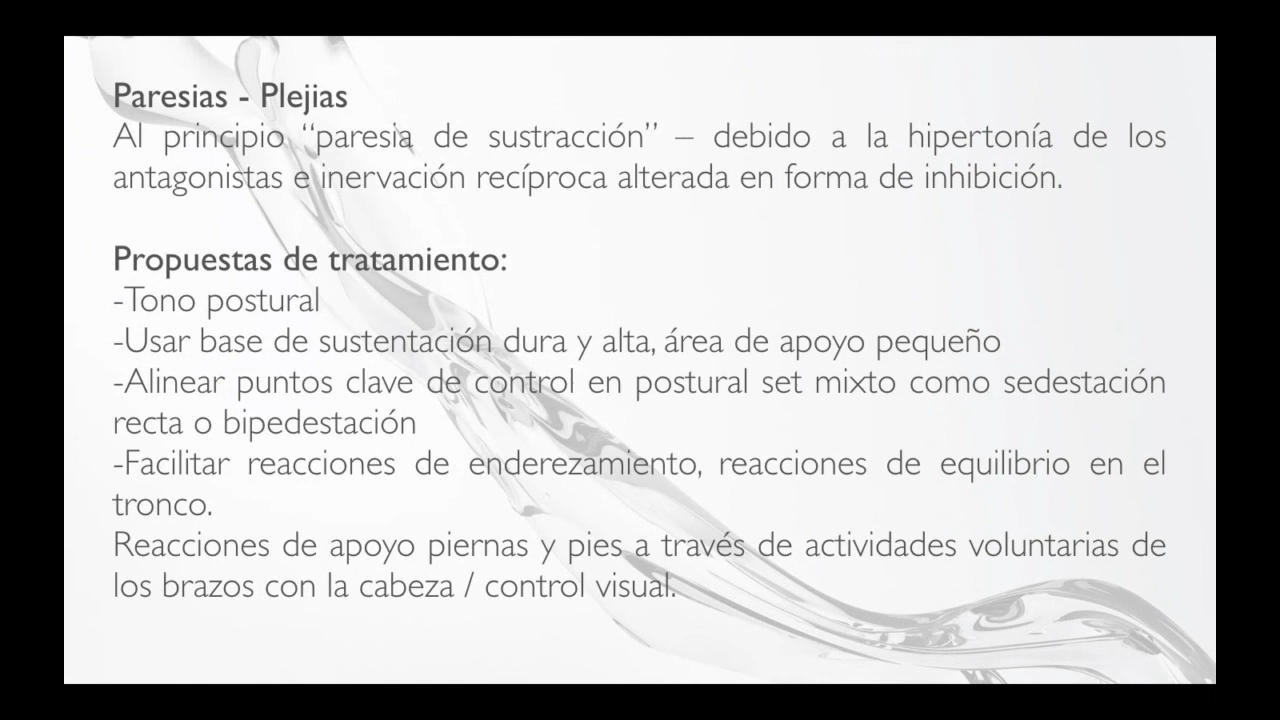 Paresias - Plejias
Al principio “paresia de sustracción” – debido a la hipertonía de los
antagonistas e inervación recíproca alterada en forma de inhibición.
Propuestas de tratamiento:
-Tono postural
-Usar base de sustentación dura y alta, área de apoyo pequeño
-Alinear puntos clave de control en postural set mixto como sedestación
recta o bipedestación
-Facilitar reacciones de enderezamiento, reacciones de equilibrio en el
tronco.
Reacciones de apoyo piernas y pies a través de actividades voluntarias de
los brazos con la cabeza / control visual.